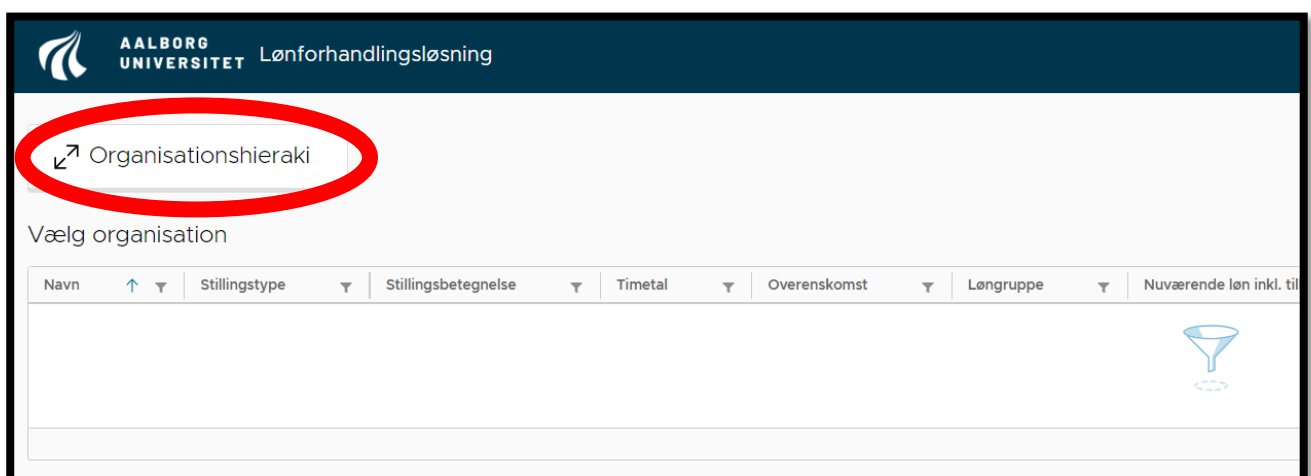 AALBORG
UNIVERSITET Lønforhandlingsløsning
Organisationshieraki
Vælg organisation
Navn Stillingstype Stillingsbetegnelse Timetal Overenskomst Løngruppe Nuværende løn inkl. til